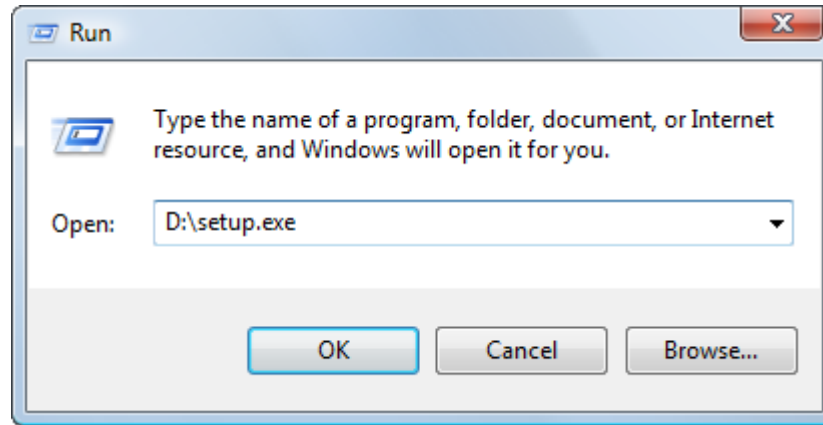 Run
Type the name of a program, folder, document, or Internet
resource, and Windows will open it for you.
Open: D:\setup.exe
OK Cancel Browse...